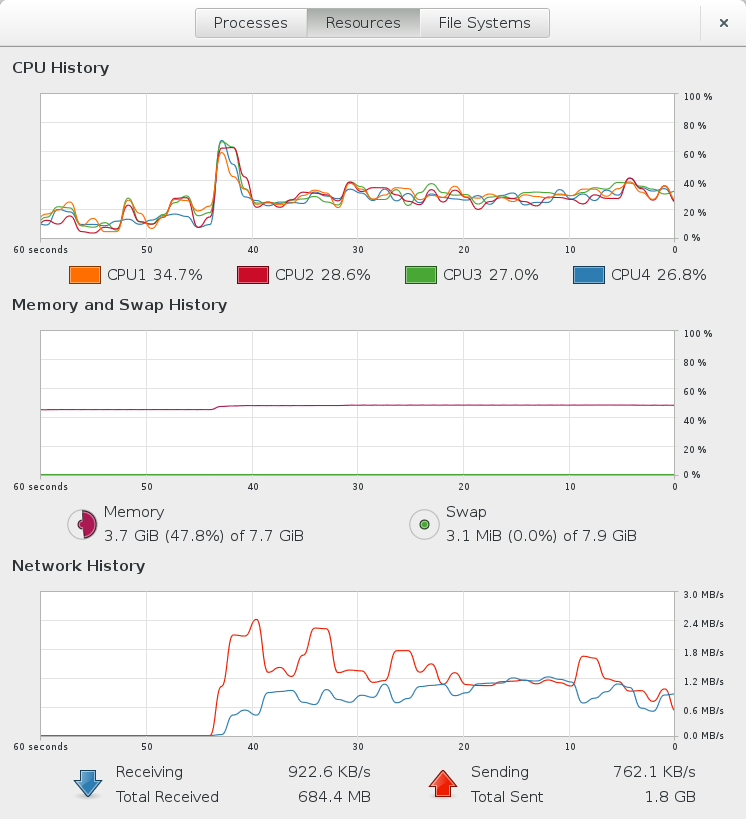 Processes Resources File Systems ×
CPU History
100 %
80 %
60 %
40 %
20 %
0 %
60 seconds 50 40 30 20 10 0
CPU1 34.7% CPU2 28.6% CPU3 27.0% CPU4 26.8%
Memory and Swap History
100 %
80 %
60 %
40 %
20 %
0 %
60 seconds 50 40 30 20 10 0
Memory Swap
3.7 GiB (47.8%) of 7.7 GiB 3.1 MiB (0.0%) of 7.9 GiB
Network History
3.0 MB/s
2.4 MB/s
1.8 MB/s
1.2 MB/s
0.6 MB/s
0.0 MB/s
60 seconds 50 40 30 20 10 0
Receiving 922.6 KB/s Sending 762.1 KB/s
Total Received 684.4 MB Total Sent 1.8 GB